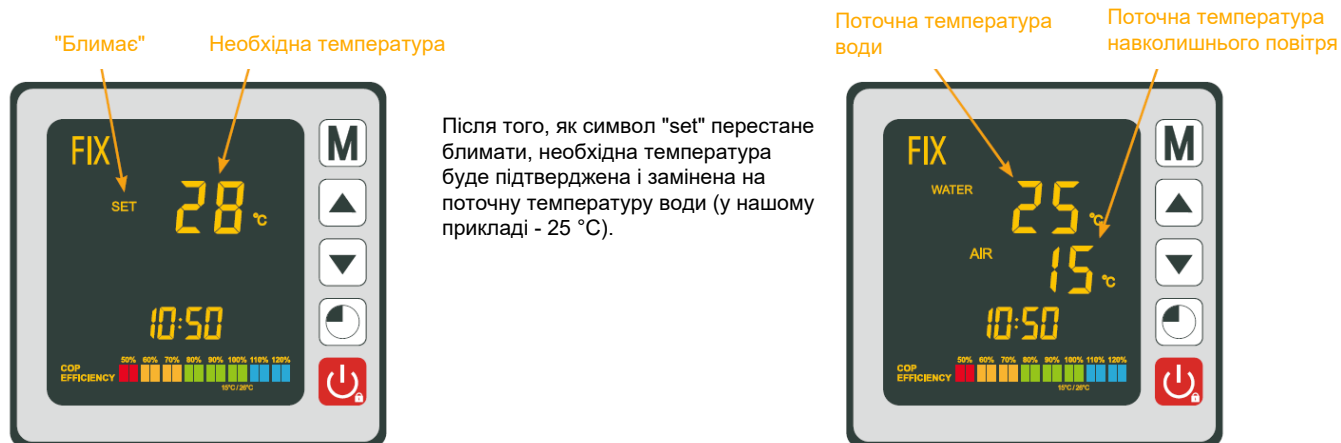 "Блимає"
Необхідна температура
FIX
SET
28 °C
10:50
COP
EFFICIENCY
50% 60% 70% 80% 90% 100% 110% 120%
15°C / 26°C
M
Після того, як символ "set" перестане
блимати, необхідна температура
буде підтверджена і замінена на
поточну температуру води (у нашому
прикладі - 25 °C).
Поточна температура
води
Поточна температура
навколишнього повітря
FIX
WATER
25 °C
AIR
15 °C
10:50
COP
EFFICIENCY
50% 60% 70% 80% 90% 100% 110% 120%
15°C / 26°C
M